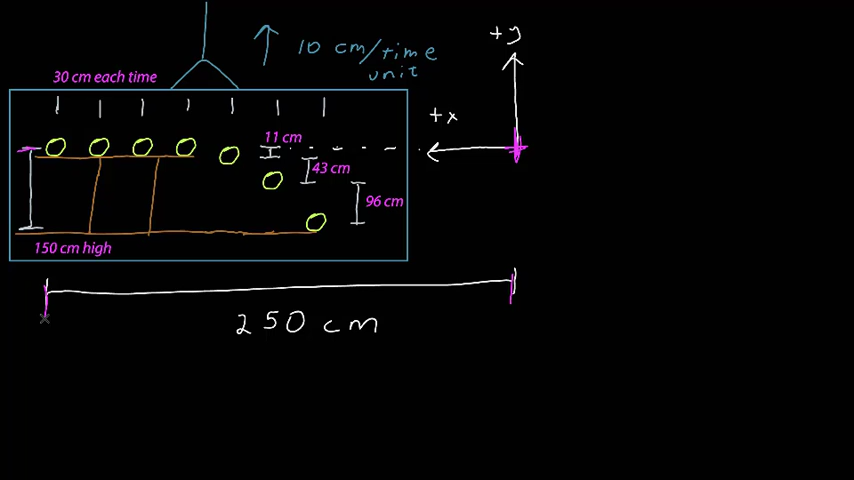 +y
10 cm/time
unit
30 cm each time
+x
11 cm
43 cm
96 cm
150 cm high
250 cm